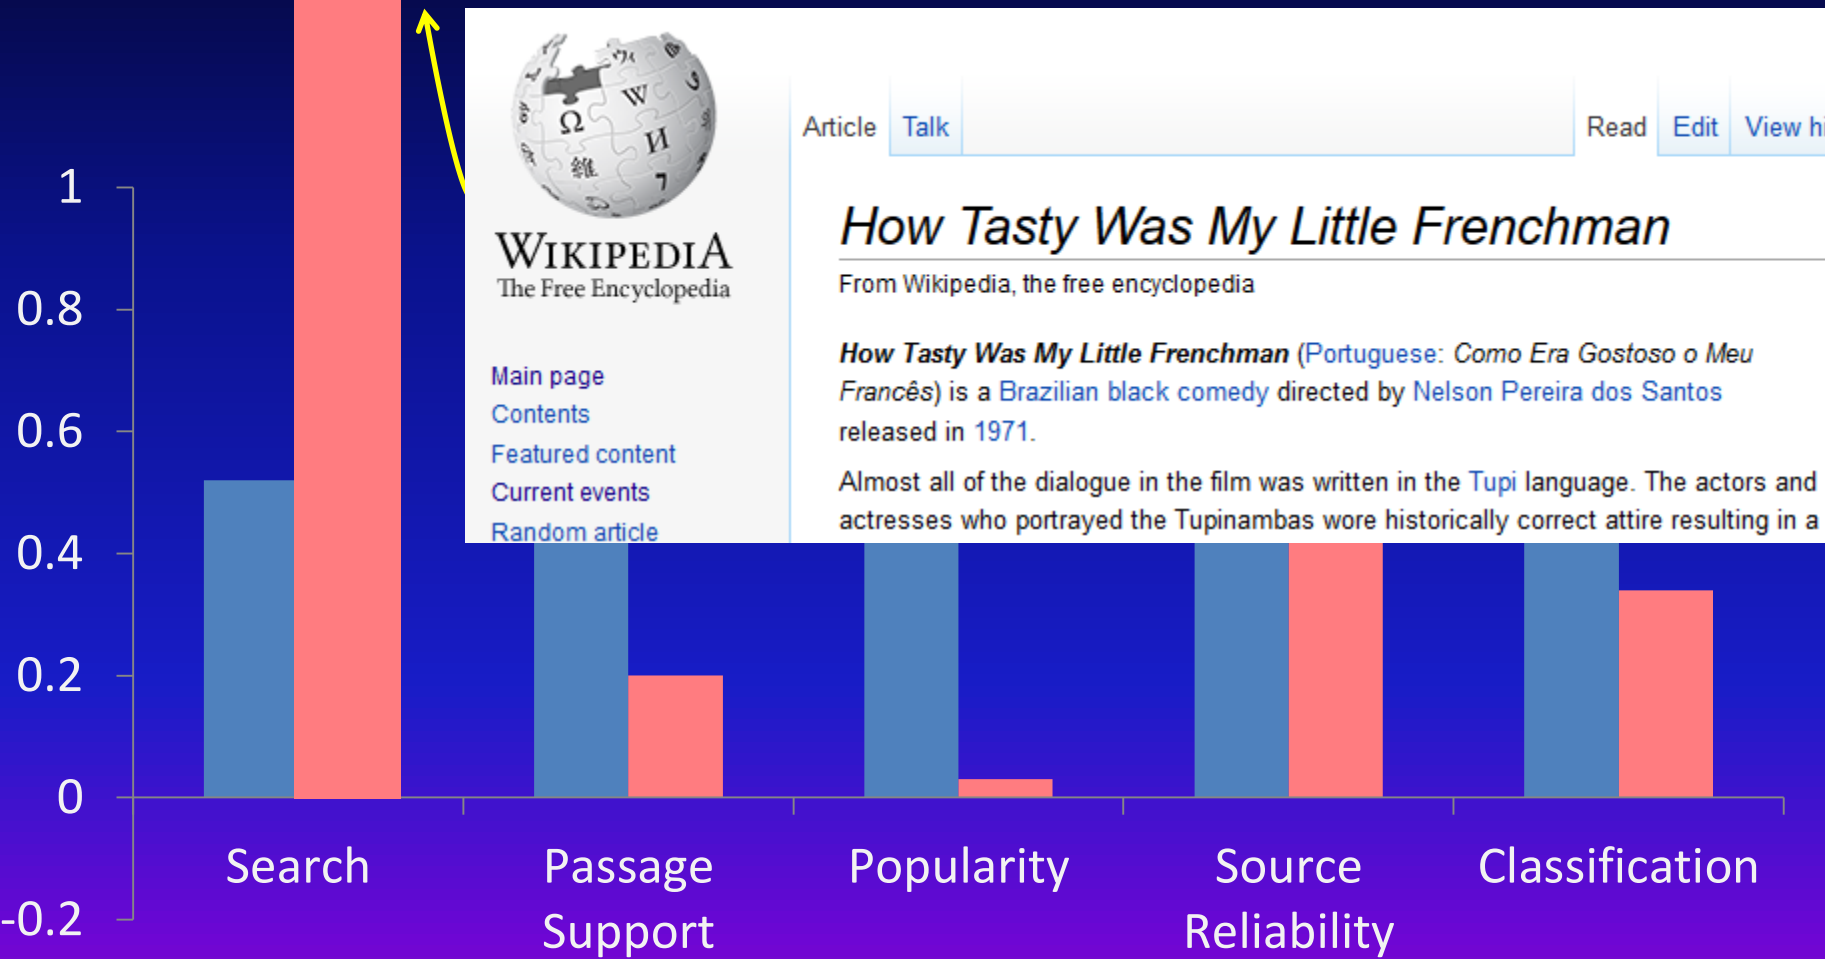 Article Talk Read Edit View hi
Ω W И 維 7
WIKIPEDIA
The Free Encyclopedia
How Tasty Was My Little Frenchman
From Wikipedia, the free encyclopedia
How Tasty Was My Little Frenchman (Portuguese: Como Era Gostoso o Meu
Francês) is a Brazilian black comedy directed by Nelson Pereira dos Santos
released in 1971.
Almost all of the dialogue in the film was written in the Tupi language. The actors and
actresses who portrayed the Tupinambas wore historically correct attire resulting in a
Main page
Contents
Featured content
Current events
Random article
1
0.8
0.6
0.4
0.2
0
-0.2
Search
Passage
Support
Popularity
Source
Reliability
Classification